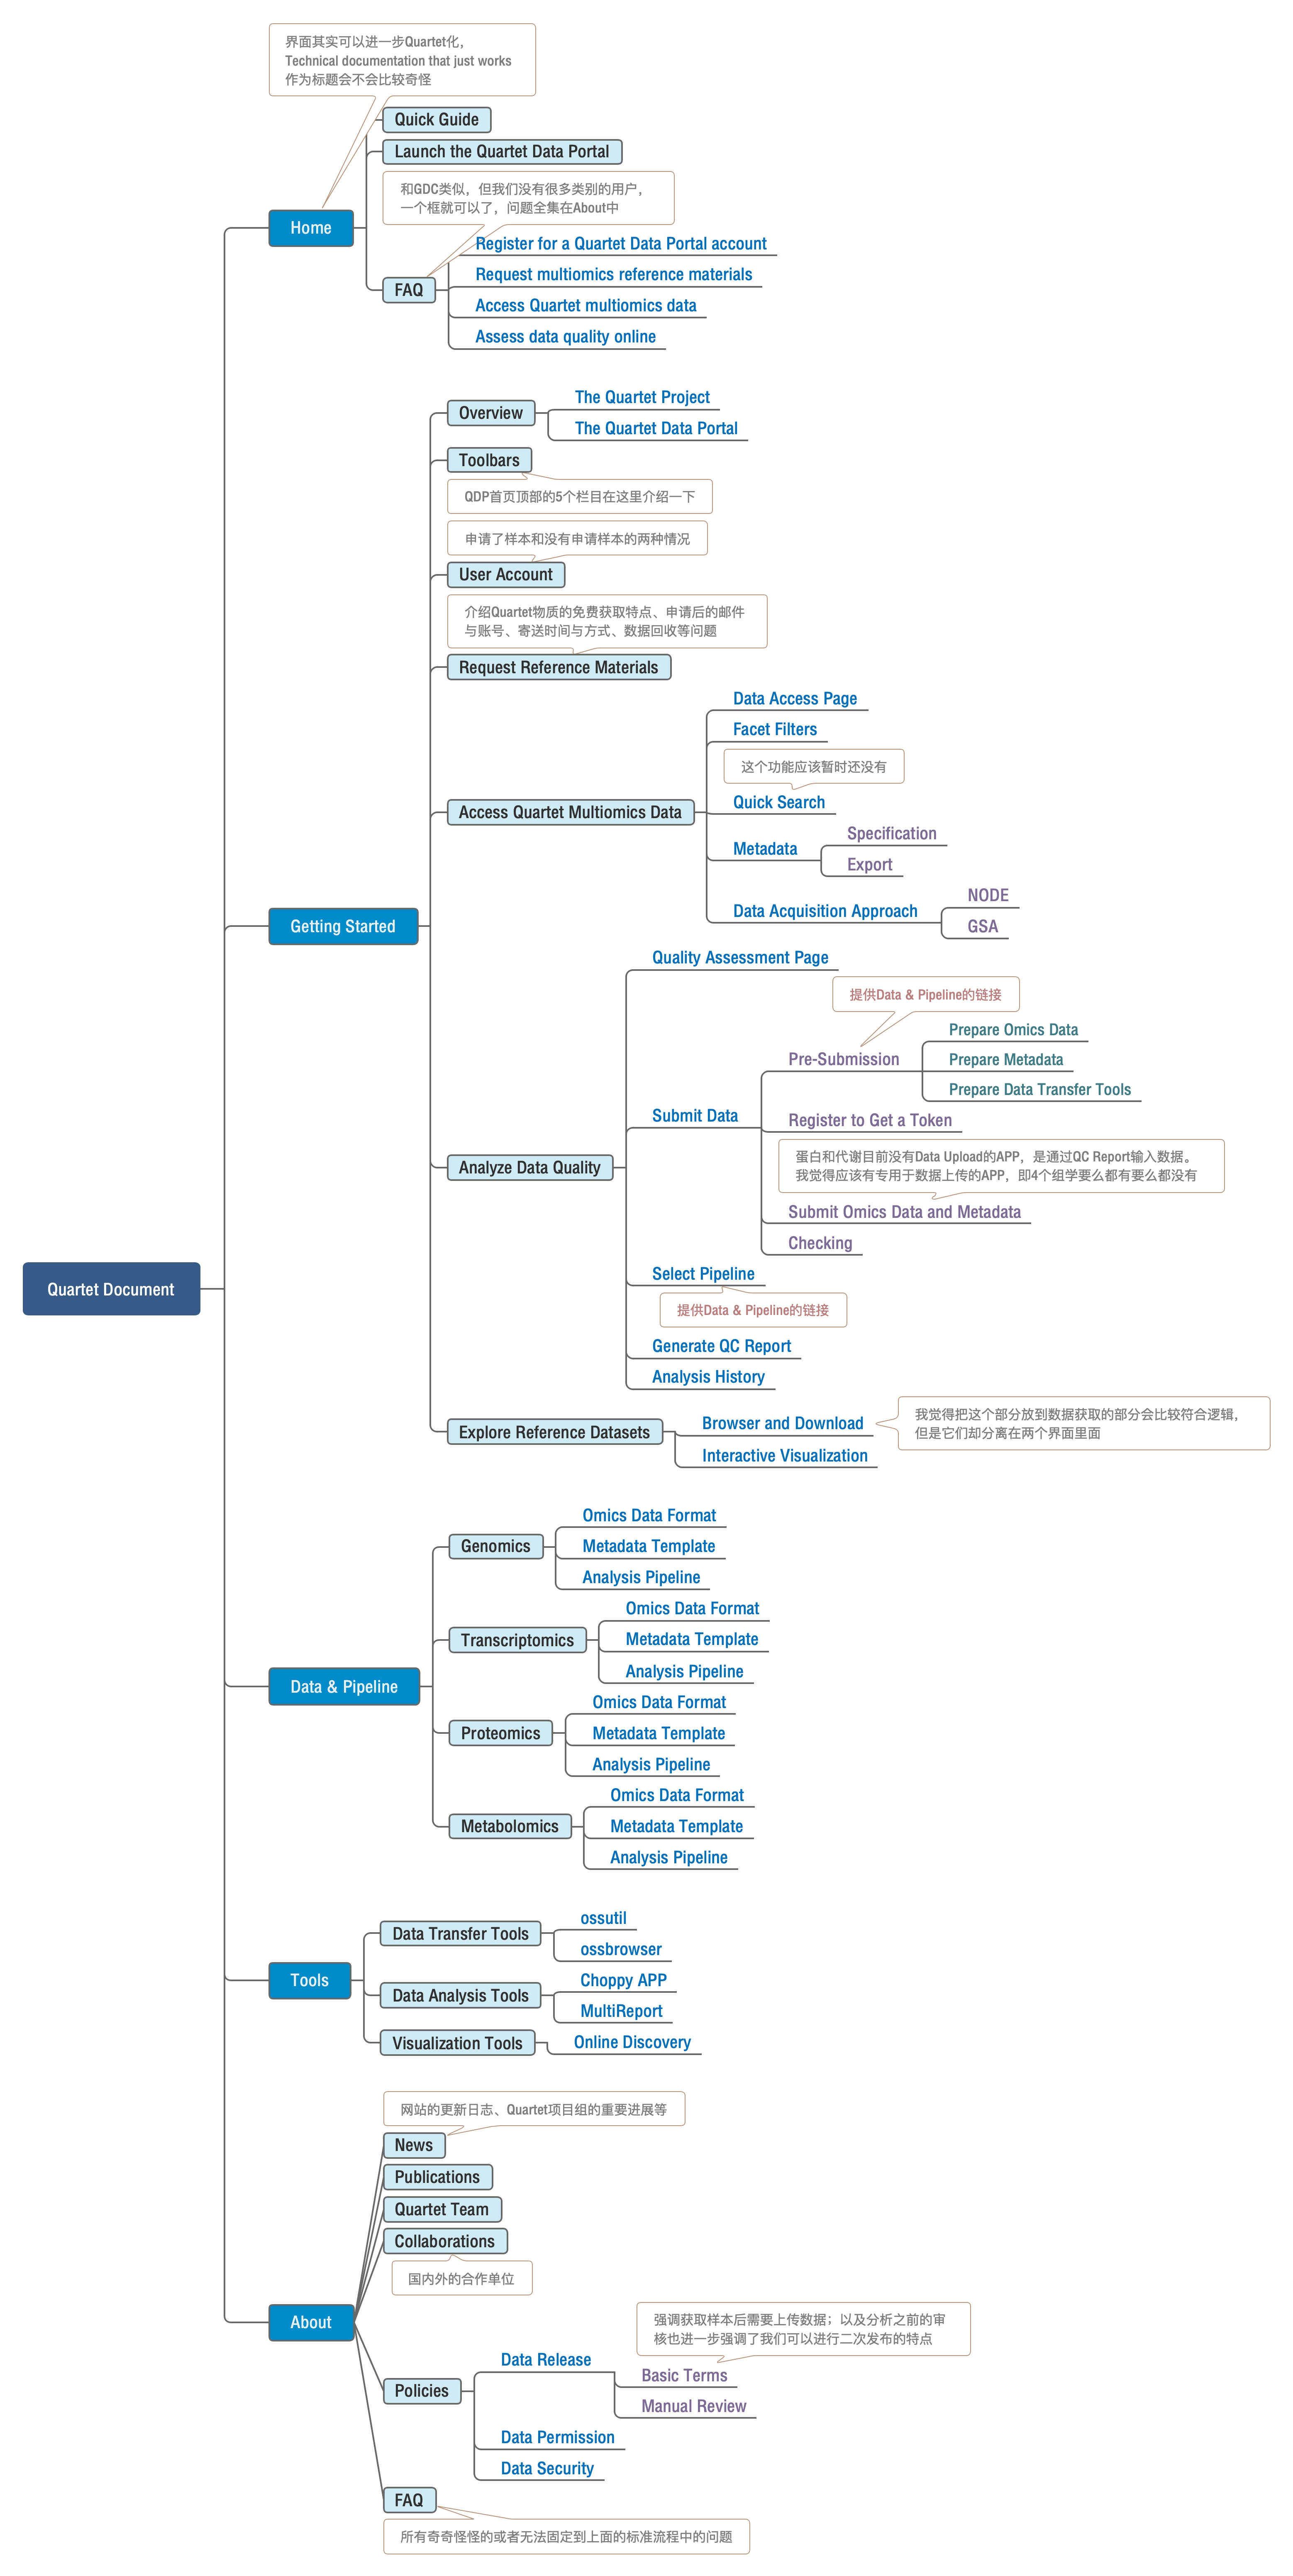 界面其实可以进一步Quartet化，
Technical documentation that just works
作为标题会不会比较奇怪
Quick Guide
Launch the Quartet Data Portal
和GDC类似，但我们没有很多类别的用户，
一个框就可以了，问题全集在About中
Home
Register for a Quartet Data Portal account
Request multiomics reference materials
FAQ
Access Quartet multiomics data
Assess data quality online
The Quartet Project
Overview
The Quartet Data Portal
Toolbars
QDP首页顶部的5个栏目在这里介绍一下
申请了样本和没有申请样本的两种情况
User Account
介绍Quartet物质的免费获取特点、申请后的邮件
与账号、寄送时间与方式、数据回收等问题
Request Reference Materials
Data Access Page
Facet Filters
这个功能应该暂时还没有
Quick Search
Access Quartet Multiomics Data
Specification
Metadata
Export
NODE
Data Acquisition Approach
GSA
Getting Started
Quality Assessment Page
提供Data & Pipeline的链接
Prepare Omics Data
Pre-Submission
Prepare Metadata
Prepare Data Transfer Tools
Submit Data
Register to Get a Token
蛋白和代谢目前没有Data Upload的APP，是通过QC Report输入数据。
我觉得应该有专用于数据上传的APP，即4个组学要么都有要么都没有
Analyze Data Quality
Submit Omics Data and Metadata
Checking
Quartet Document
Select Pipeline
提供Data & Pipeline的链接
Generate QC Report
Analysis History
Browser and Download
我觉得把这个部分放到数据获取的部分会比较符合逻辑，
但是它们却分离在两个界面里面
Explore Reference Datasets
Interactive Visualization
Omics Data Format
Genomics
Metadata Template
Analysis Pipeline
Omics Data Format
Transcriptomics
Metadata Template
Analysis Pipeline
Data & Pipeline
Omics Data Format
Proteomics
Metadata Template
Analysis Pipeline
Omics Data Format
Metabolomics
Metadata Template
Analysis Pipeline
ossutil
Data Transfer Tools
ossbrowser
Tools
Choppy APP
Data Analysis Tools
MultiReport
Visualization Tools
Online Discovery
网站的更新日志、Quartet项目组的重要进展等
News
Publications
Quartet Team
Collaborations
国内外的合作单位
About
强调获取样本后需要上传数据；以及分析之前的审
核也进一步强调了我们可以进行二次发布的特点
Data Release
Basic Terms
Policies
Manual Review
Data Permission
Data Security
FAQ
所有奇奇怪怪的或者无法固定到上面的标准流程中的问题